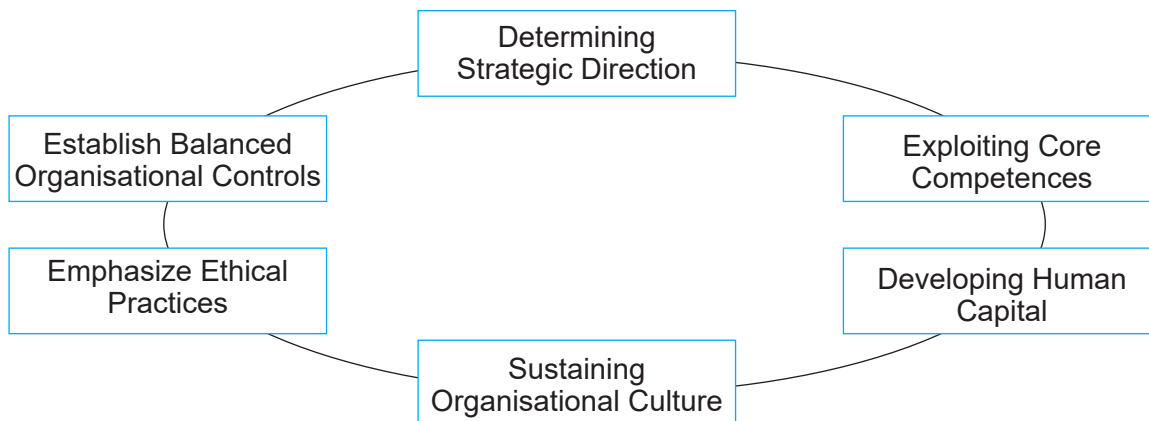 Determining
Strategic Direction
Establish Balanced
Organisational Controls
Exploiting Core
Competences
Emphasize Ethical
Practices
Developing Human
Capital
Sustaining
Organisational Culture